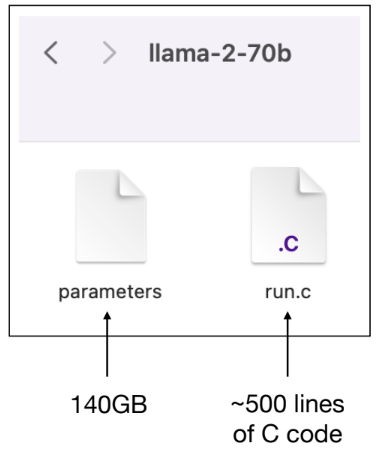 llama-2-70b
.C
parameters
run.c
140GB
~500 lines
of C code